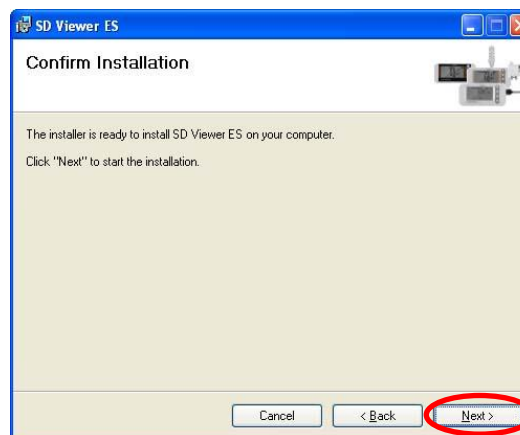 SD Viewer ES
Confirm Installation
The installer is ready to install SD Viewer ES on your computer.
Click "Next" to start the installation.
Cancel
< Back
Next >